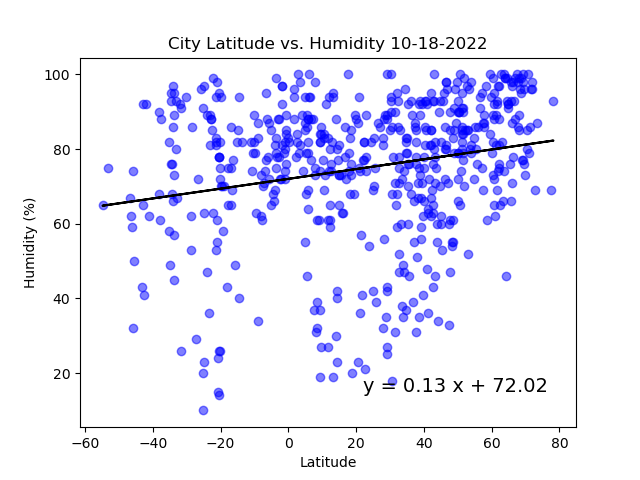 City Latitude vs. Humidity 10-18-2022
100
80
60
40
20
Humidity (%)
y = 0.13 x + 72.02
−60 −40 −20 0 20 40 60 80
Latitude